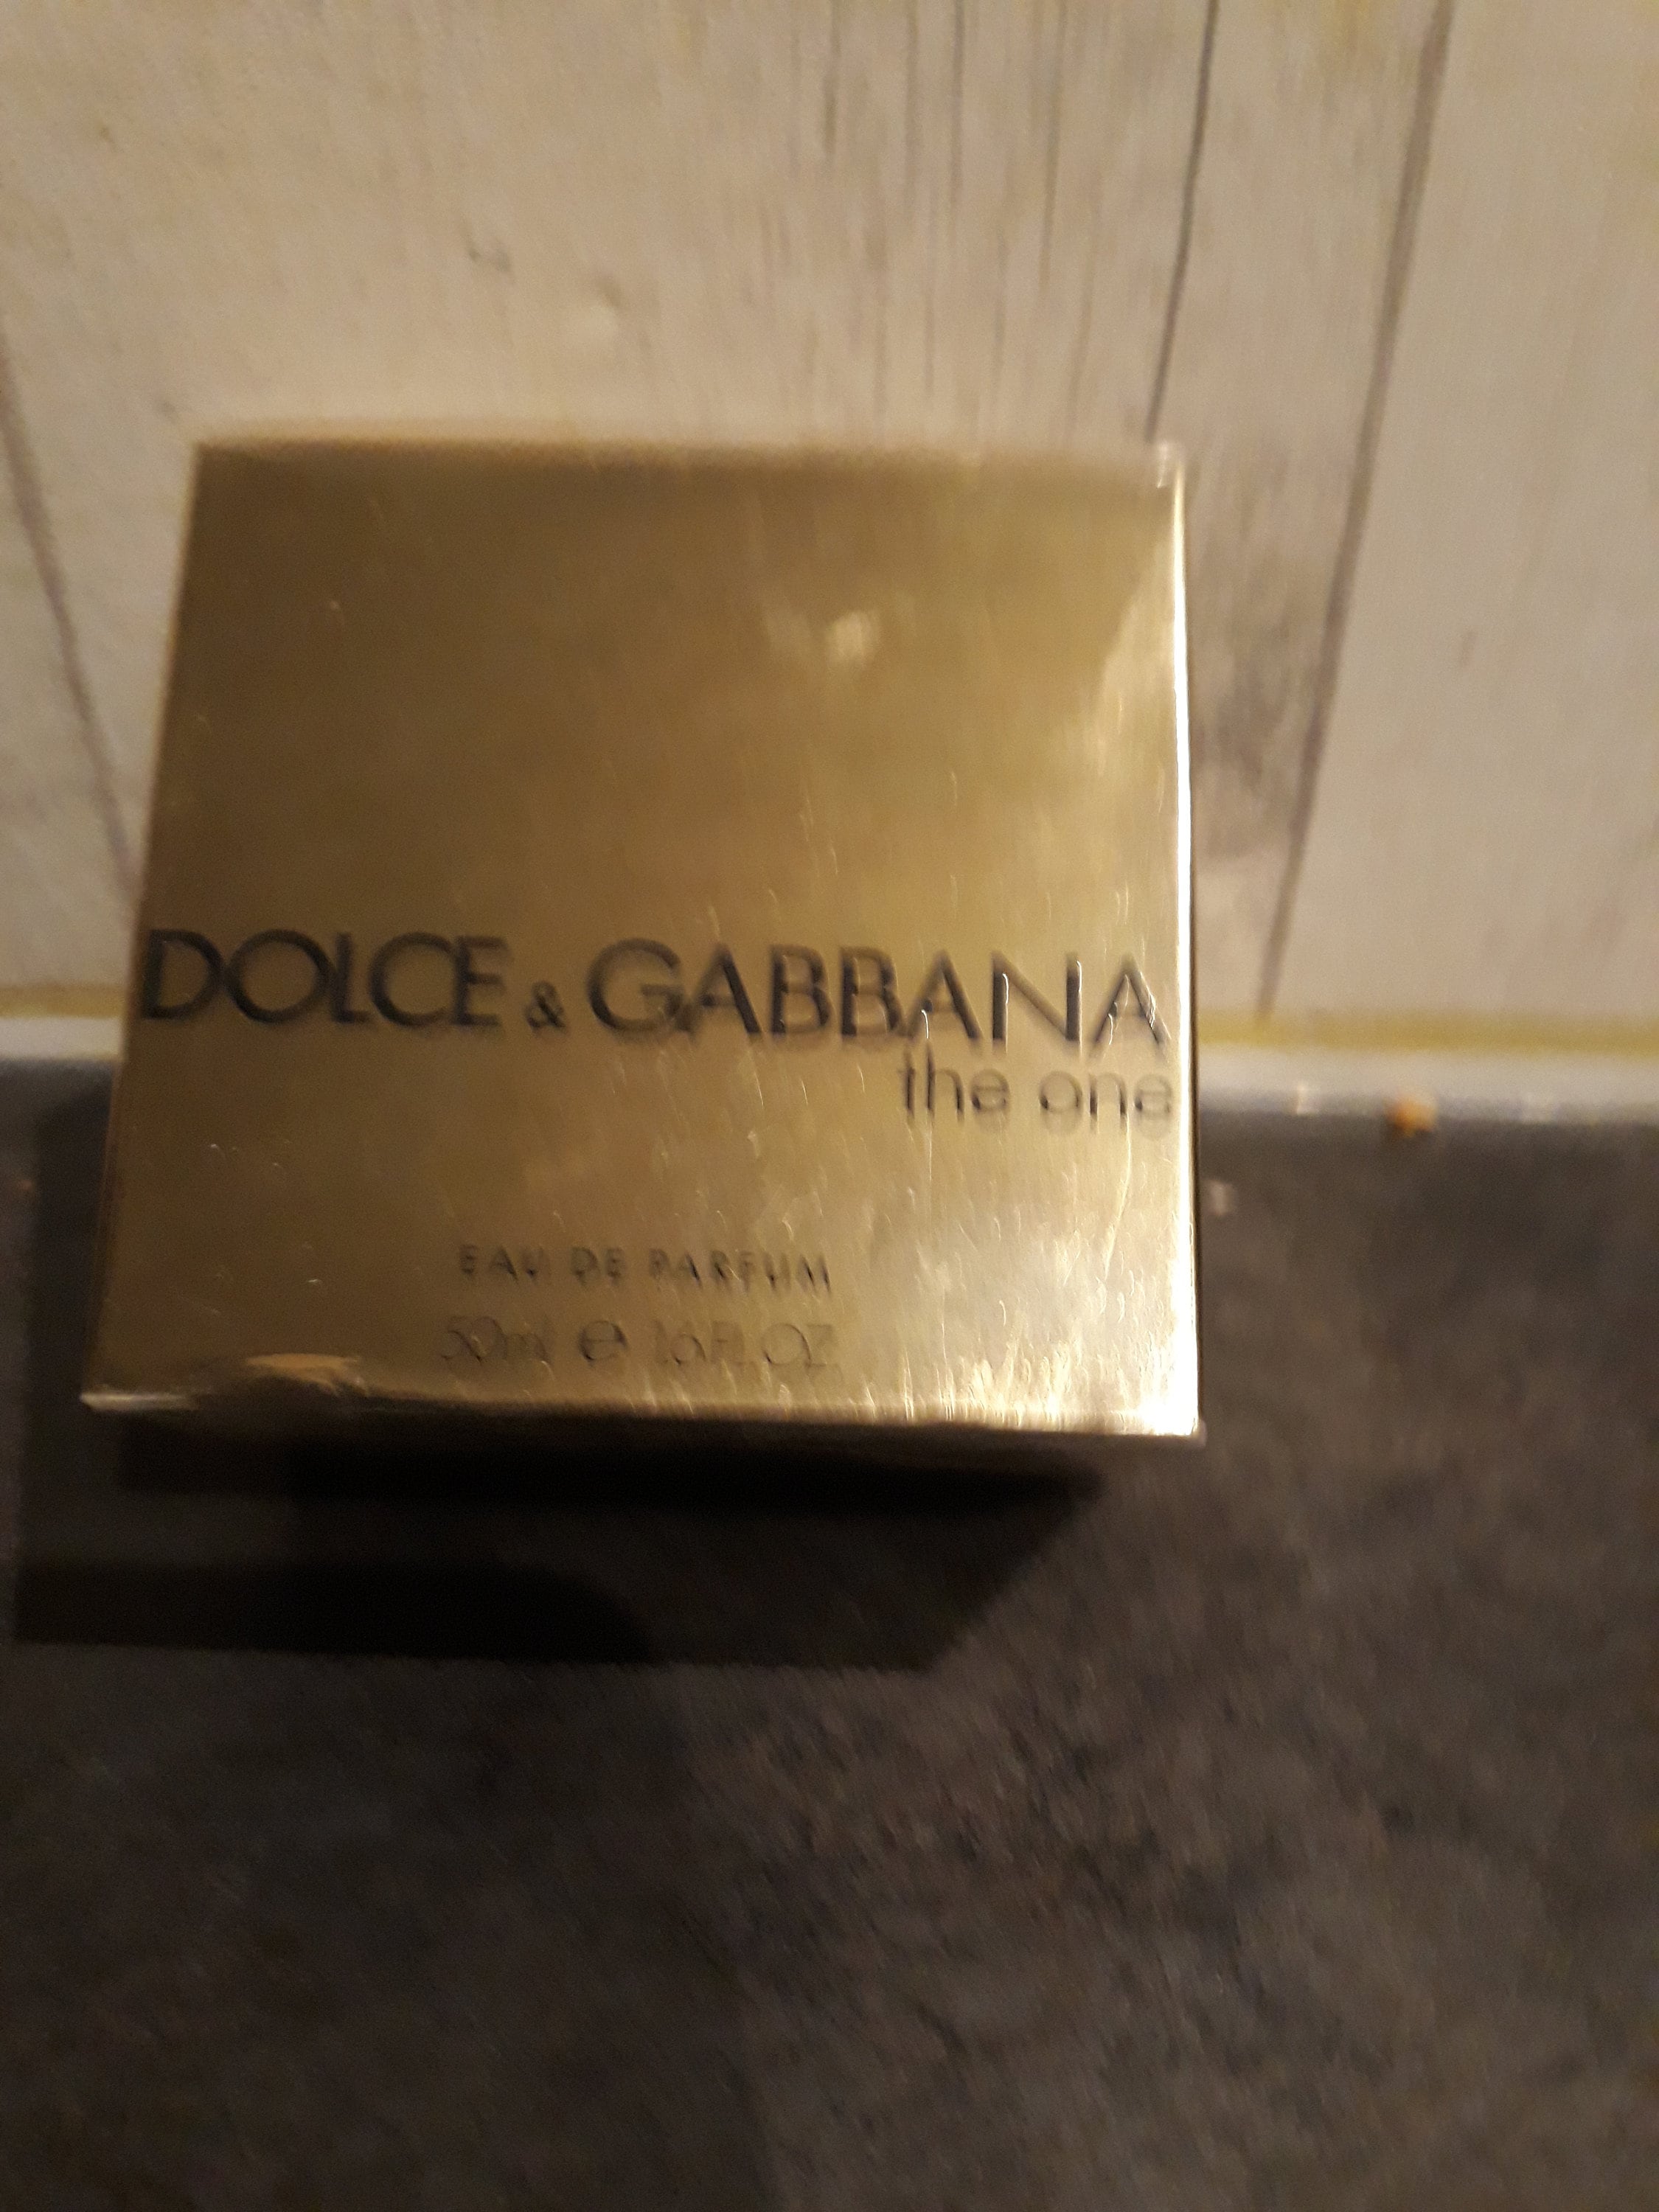 DOLCE & GABBANA
the one
EAU DE PARFUM
50ml e 1.6FL.OZ